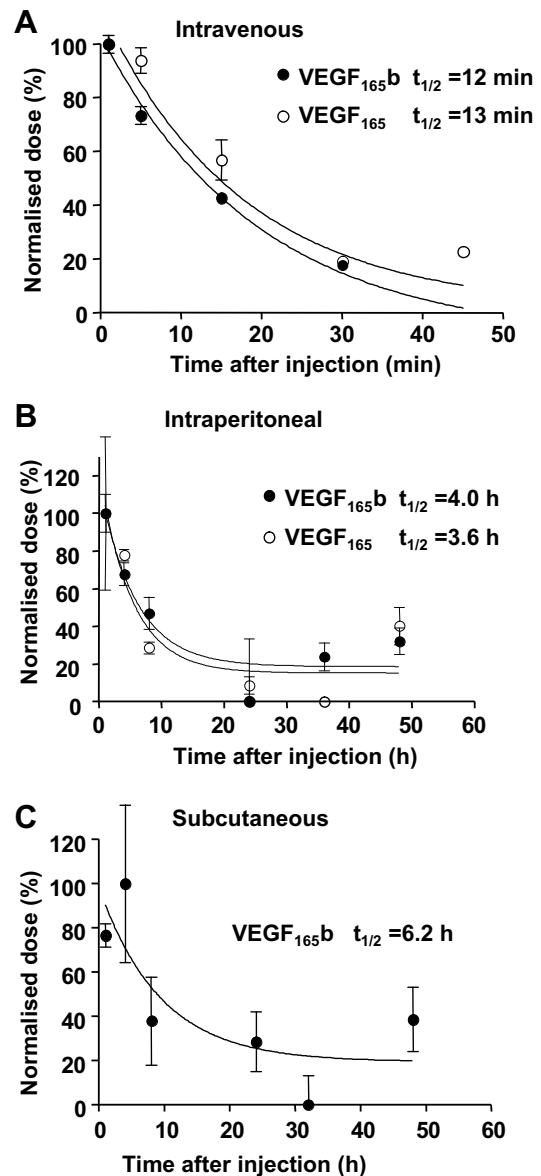 A
Intravenous
100
80
60
40
20
0
Normalised dose (%)
VEGF₁₆₅b t₁/₂ =12 min
VEGF₁₆₅ t₁/₂ =13 min
0 10 20 30 40 50
Time after injection (min)
B
Intraperitoneal
120
100
80
60
40
20
0
Normalised dose (%)
VEGF₁₆₅b t₁/₂ =4.0 h
VEGF₁₆₅ t₁/₂ =3.6 h
0 10 20 30 40 50 60
Time after injection (h)
C
Subcutaneous
120
100
80
60
40
20
0
Normalised dose (%)
VEGF₁₆₅b t₁/₂ =6.2 h
0 10 20 30 40 50 60
Time after injection (h)